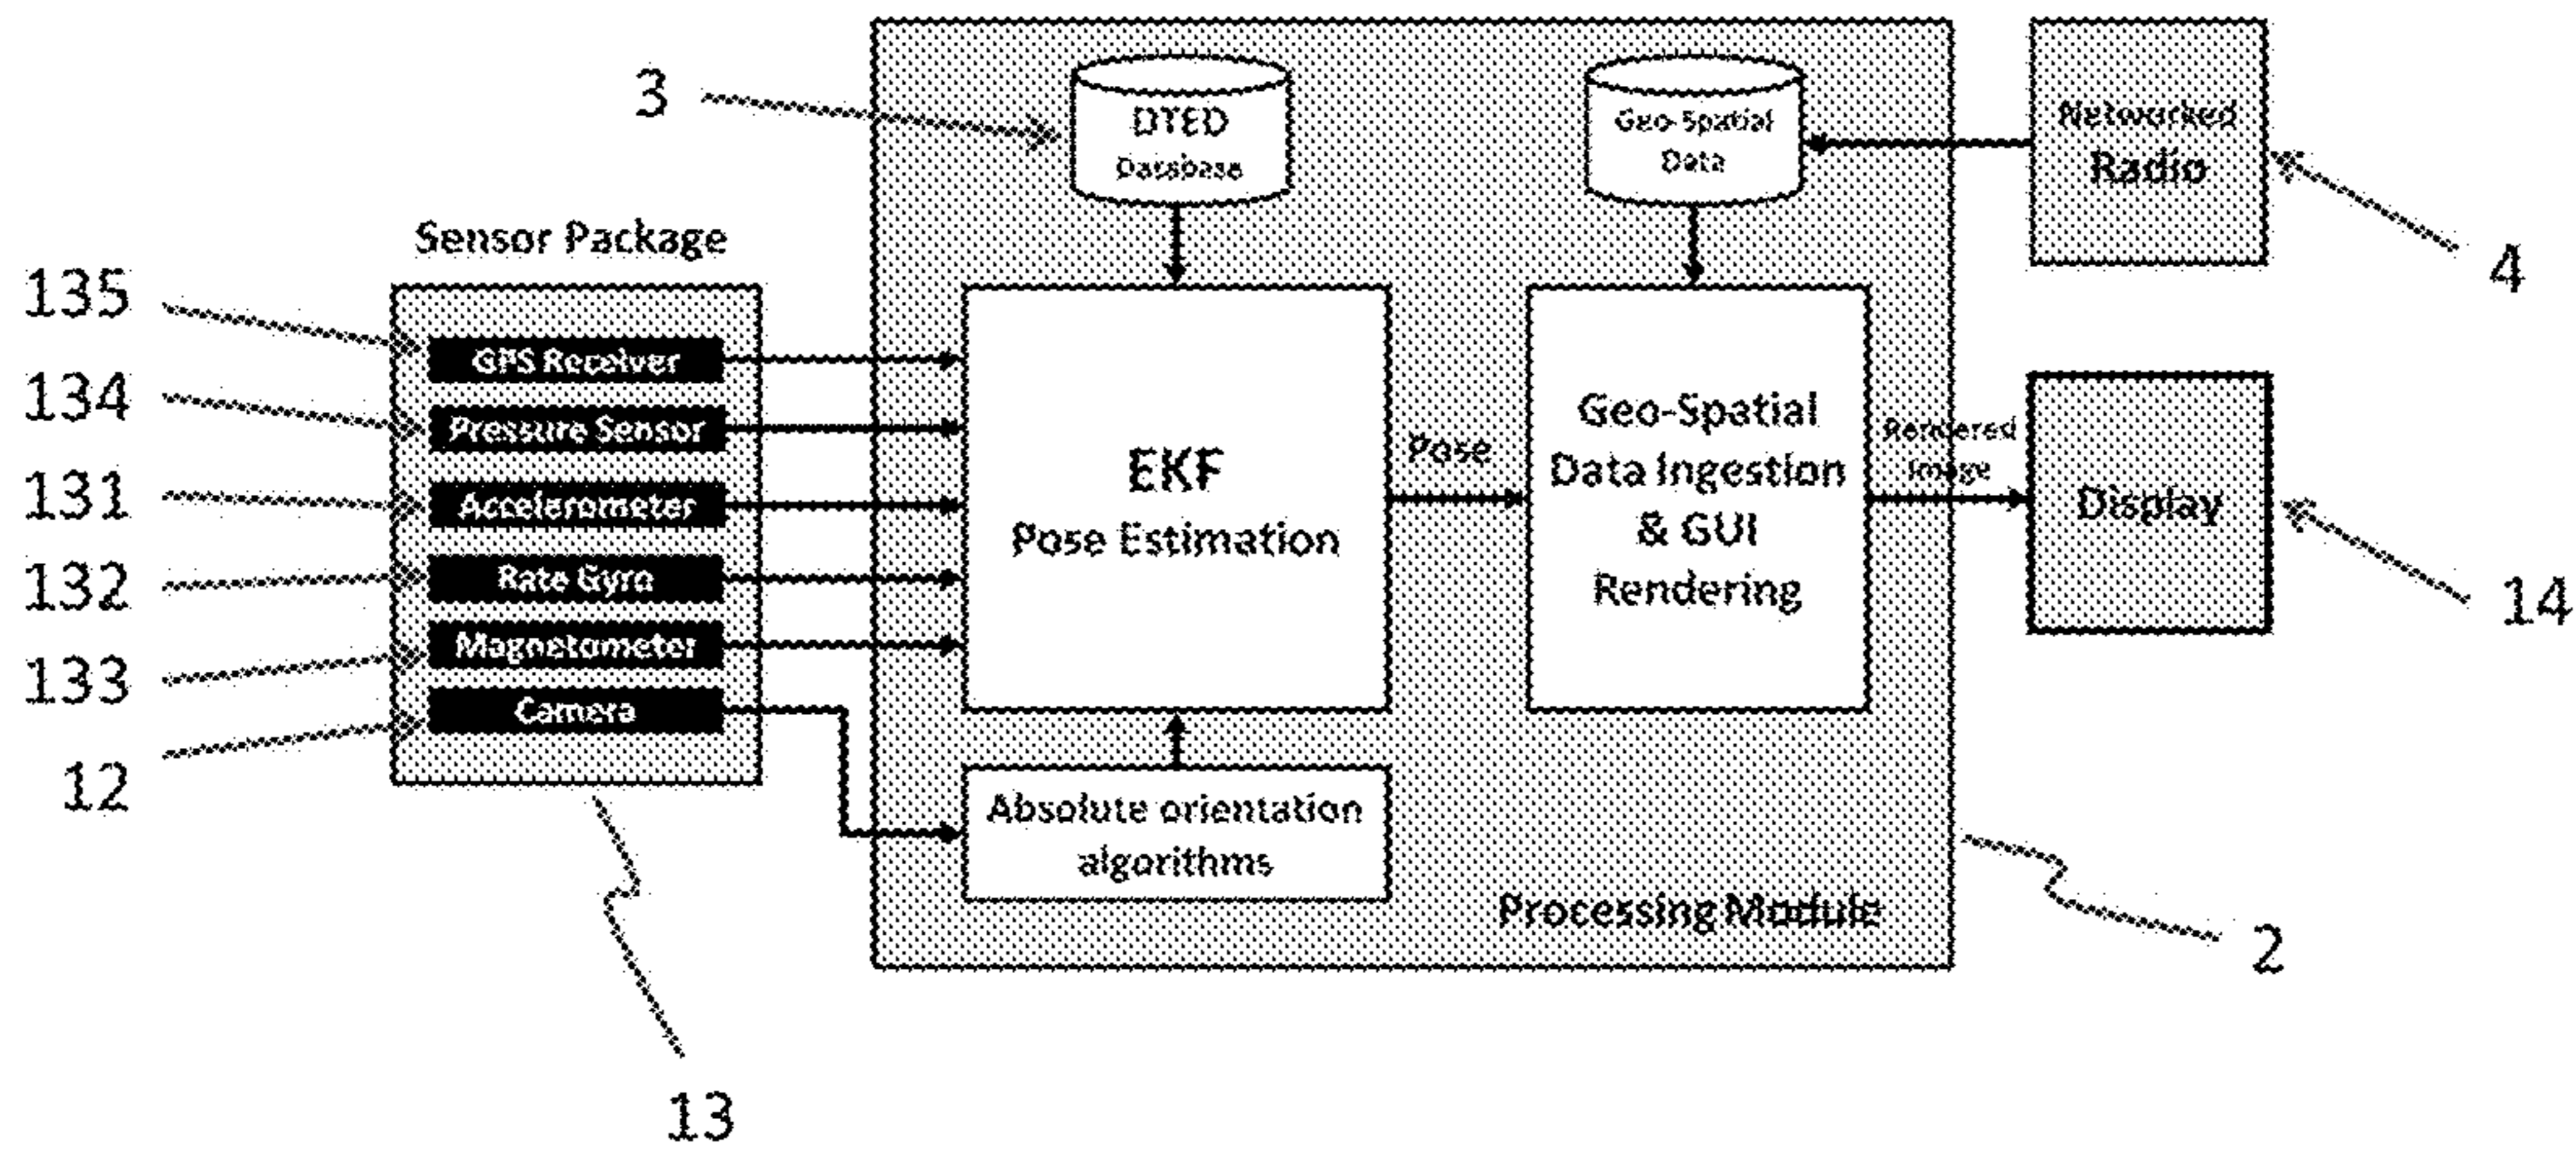 3
DTED
Database
Geo-Spatial
Data
Networked
Radio
4
Sensor Package
135
134
131
132
133
12
GPS Receiver
Pressure Sensor
Accelerometer
Rate Gyro
Magnetometer
Camera
EKF
Pose Estimation
Pose
Geo-Spatial
Data Ingestion
& GUI
Rendering
Rendered
Image
Display
14
Absolute orientation
algorithms
Processing Module
2
13